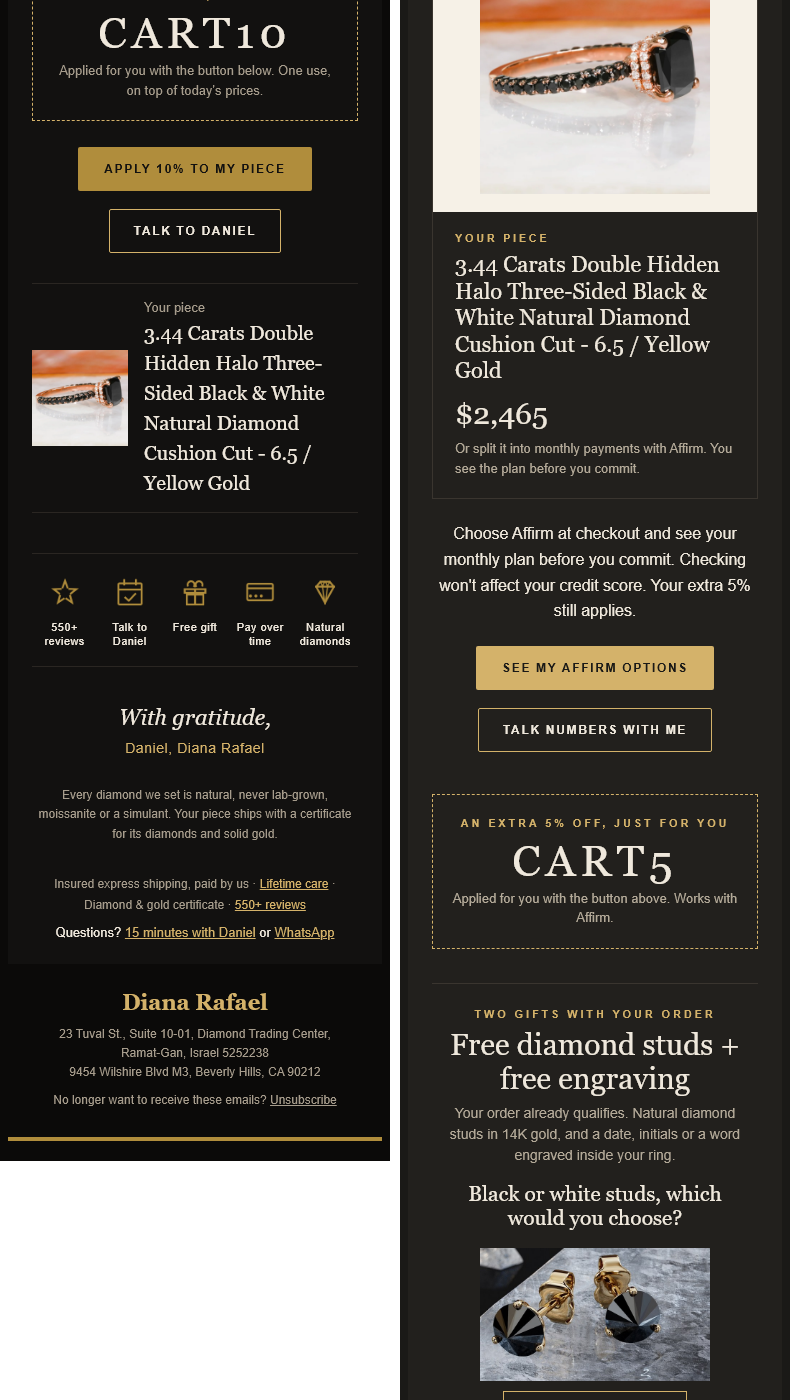 CART10
Applied for you with the button below. One use,
on top of today's prices.
APPLY 10% TO MY PIECE
TALK TO DANIEL
Your piece
3.44 Carats Double
Hidden Halo Three-
Sided Black & White
Natural Diamond
Cushion Cut - 6.5 /
Yellow Gold
550+
reviews
Talk to
Daniel
Free gift
Pay over
time
Natural
diamonds
With gratitude,
Daniel, Diana Rafael
Every diamond we set is natural, never lab-grown,
moissanite or a simulant. Your piece ships with a certificate
for its diamonds and solid gold.
Insured express shipping, paid by us · Lifetime care ·
Diamond & gold certificate · 550+ reviews
Questions? 15 minutes with Daniel or WhatsApp
Diana Rafael
23 Tuval St., Suite 10-01, Diamond Trading Center,
Ramat-Gan, Israel 5252238
9454 Wilshire Blvd M3, Beverly Hills, CA 90212
No longer want to receive these emails? Unsubscribe
YOUR PIECE
3.44 Carats Double Hidden
Halo Three-Sided Black &
White Natural Diamond
Cushion Cut - 6.5 / Yellow
Gold
$2,465
Or split it into monthly payments with Affirm. You
see the plan before you commit.
Choose Affirm at checkout and see your
monthly plan before you commit. Checking
won't affect your credit score. Your extra 5%
still applies.
SEE MY AFFIRM OPTIONS
TALK NUMBERS WITH ME
AN EXTRA 5% OFF, JUST FOR YOU
CART5
Applied for you with the button above. Works with
Affirm.
TWO GIFTS WITH YOUR ORDER
Free diamond studs +
free engraving
Your order already qualifies. Natural diamond
studs in 14K gold, and a date, initials or a word
engraved inside your ring.
Black or white studs, which
would you choose?